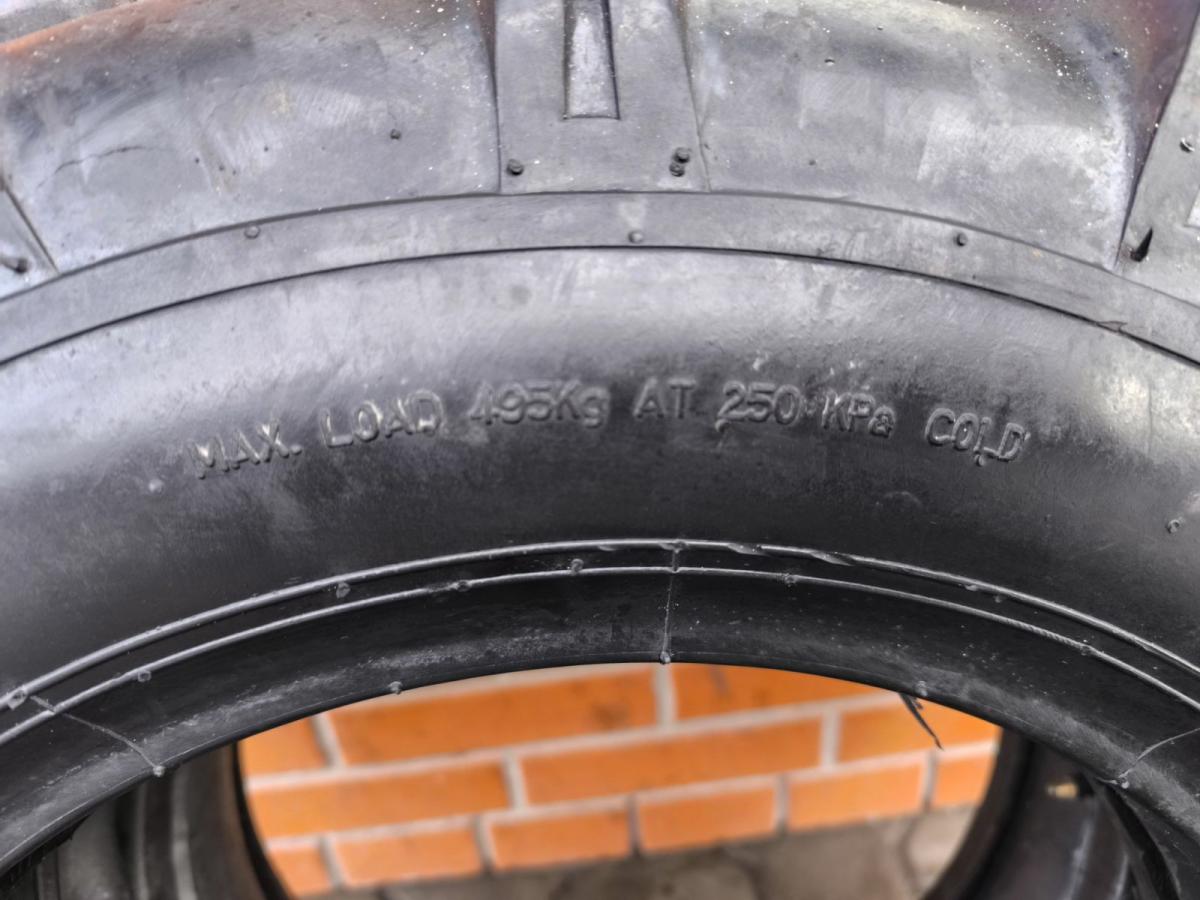 MAX. LOAD 495Kg AT 250 KPa COLD